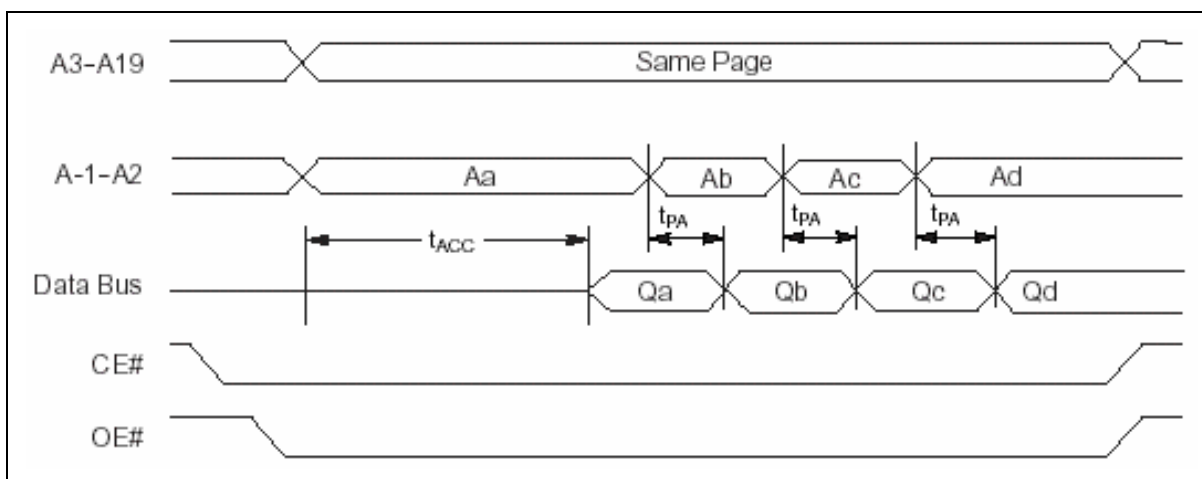 A3-A19
Same Page
A-1-A2
Aa
Ab
Ac
Ad
tPA
tPA
tPA
tACC
Data Bus
Qa
Qb
Qc
Qd
CE#
OE#